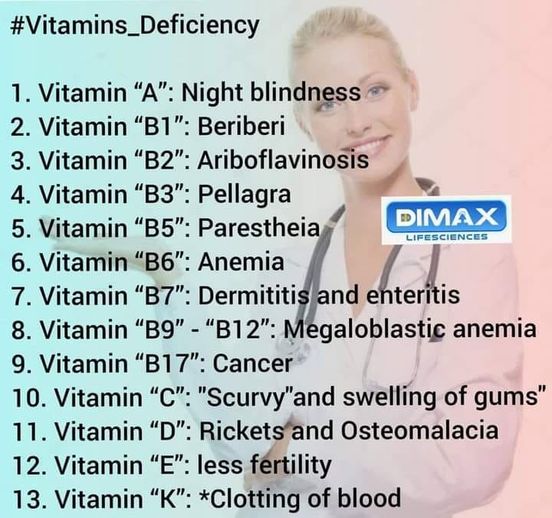 #Vitamins_Deficiency
1. Vitamin “A”: Night blindness
2. Vitamin “B1”: Beriberi
3. Vitamin “B2”: Ariboflavinosis
4. Vitamin “B3”: Pellagra
5. Vitamin “B5”: Parestheia
DIMAX
LIFESCIENCES
6. Vitamin “B6”: Anemia
7. Vitamin “B7”: Dermititis and enteritis
8. Vitamin “B9” - “B12”: Megaloblastic anemia
9. Vitamin “B17”: Cancer
10. Vitamin “C”: "Scurvy"and swelling of gums"
11. Vitamin “D”: Rickets and Osteomalacia
12. Vitamin “E”: less fertility
13. Vitamin “K”: *Clotting of blood